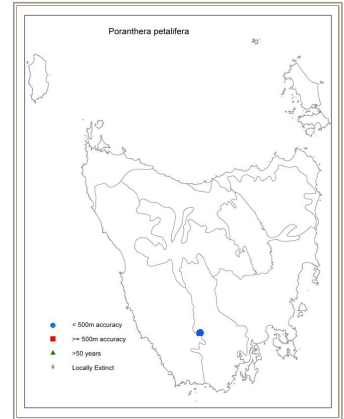 Poranthera petalifera
< 500m accuracy
>= 500m accuracy
>50 years
Locally Extinct